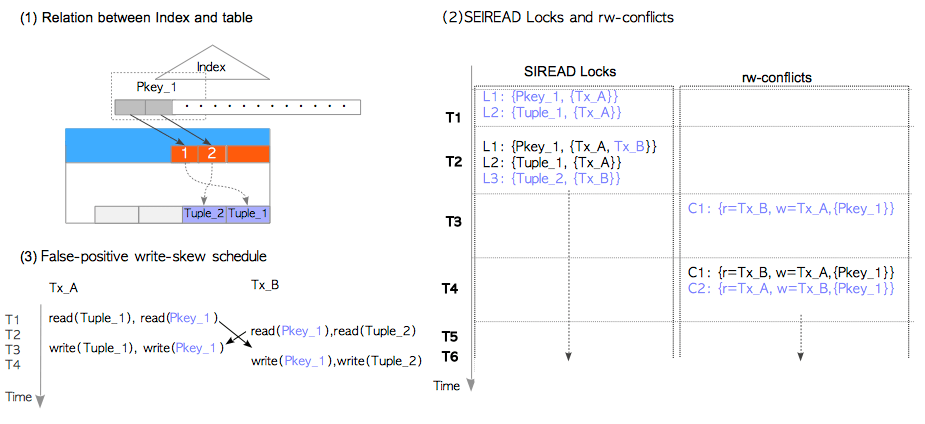 (1) Relation between Index and table
Index
Pkey_1
1 2
Tuple_2 Tuple_1
(2)SEIREAD Locks and rw-conflicts
SIREAD Locks
rw-conflicts
L1: {Pkey_1, {Tx_A}}
L2: {Tuple_1, {Tx_A}}
T1
L1: {Pkey_1, {Tx_A, Tx_B}}
T2
L2: {Tuple_1, {Tx_A}}
L3: {Tuple_2, {Tx_B}}
C1: {r=Tx_B, w=Tx_A,{Pkey_1}}
T3
C1: {r=Tx_B, w=Tx_A,{Pkey_1}}
T4
C2: {r=Tx_A, w=Tx_B,{Pkey_1}}
T5
T6
Time
(3) False-positive write-skew schedule
Tx_A
Tx_B
T1
read(Tuple_1), read(Pkey_1)
T2
read(Pkey_1),read(Tuple_2)
T3
write(Tuple_1), write(Pkey_1)
T4
write(Pkey_1),write(Tuple_2)
Time